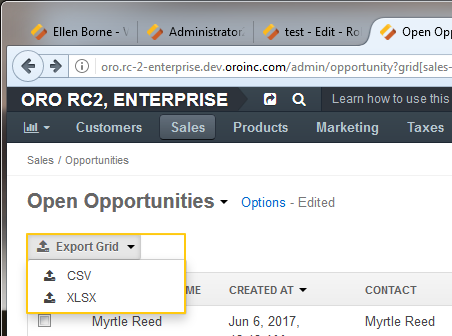 Ellen Borne - Administrator. test - Edit - Ro Open Opp
oro.rc-2-enterprise.dev.oroinc.com/admin/opportunity?grid[sales-
ORO RC2, ENTERPRISE Learn how to use this
Customers Sales Products Marketing Taxes
Sales / Opportunities
Open Opportunities Options - Edited
Export Grid
CSV
XLSX
ME CREATED AT CONTACT
Myrtle Reed Jun 6, 2017, Myrtle Reed